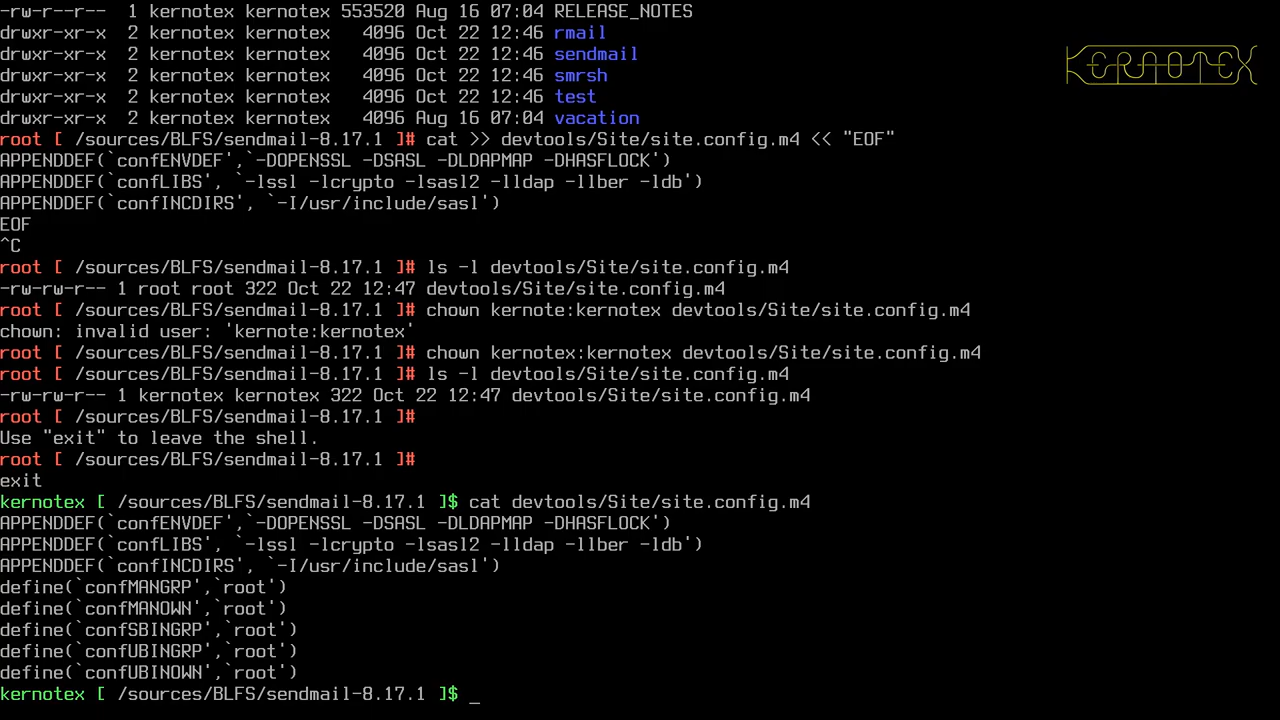 -rw-r--r--  1 kernotex kernotex 553520 Aug 16 07:04 RELEASE_NOTES
drwxr-xr-x  2 kernotex kernotex   4096 Oct 22 12:46 rmail
drwxr-xr-x  2 kernotex kernotex   4096 Oct 22 12:46 sendmail
drwxr-xr-x  2 kernotex kernotex   4096 Oct 22 12:46 smrsh
drwxr-xr-x  2 kernotex kernotex   4096 Oct 22 12:46 test
drwxr-xr-x  2 kernotex kernotex   4096 Aug 16 07:04 vacation
KERNOTEX
root [ /sources/BLFS/sendmail-8.17.1 ]# cat >> devtools/Site/site.config.m4 << "EOF"
APPENDDEF(`confENVDEF',`-DOPENSSL -DSASL -DLDAPMAP -DHASFLOCK')
APPENDDEF(`confLIBS', `-lssl -lcrypto -lsasl2 -lldap -llber -ldb')
APPENDDEF(`confINCDIRS', `-I/usr/include/sasl')
EOF
^C
root [ /sources/BLFS/sendmail-8.17.1 ]# ls -l devtools/Site/site.config.m4
-rw-rw-r-- 1 root root 322 Oct 22 12:47 devtools/Site/site.config.m4
root [ /sources/BLFS/sendmail-8.17.1 ]# chown kernote:kernotex devtools/Site/site.config.m4
chown: invalid user: 'kernote:kernotex'
root [ /sources/BLFS/sendmail-8.17.1 ]# chown kernotex:kernotex devtools/Site/site.config.m4
root [ /sources/BLFS/sendmail-8.17.1 ]# ls -l devtools/Site/site.config.m4
-rw-rw-r-- 1 kernotex kernotex 322 Oct 22 12:47 devtools/Site/site.config.m4
root [ /sources/BLFS/sendmail-8.17.1 ]#
Use "exit" to leave the shell.
root [ /sources/BLFS/sendmail-8.17.1 ]#
exit
kernotex [ /sources/BLFS/sendmail-8.17.1 ]$ cat devtools/Site/site.config.m4
APPENDDEF(`confENVDEF',`-DOPENSSL -DSASL -DLDAPMAP -DHASFLOCK')
APPENDDEF(`confLIBS', `-lssl -lcrypto -lsasl2 -lldap -llber -ldb')
APPENDDEF(`confINCDIRS', `-I/usr/include/sasl')
define(`confMANGRP',`root')
define(`confMANOWN',`root')
define(`confSBINGRP',`root')
define(`confUBINGRP',`root')
define(`confUBINOWN',`root')
kernotex [ /sources/BLFS/sendmail-8.17.1 ]$ _